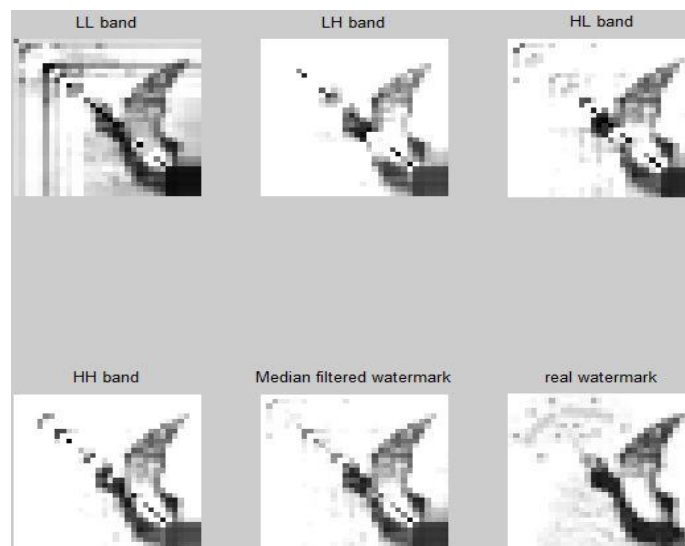 LL band
LH band
HL band
HH band
Median filtered watermark
real watermark